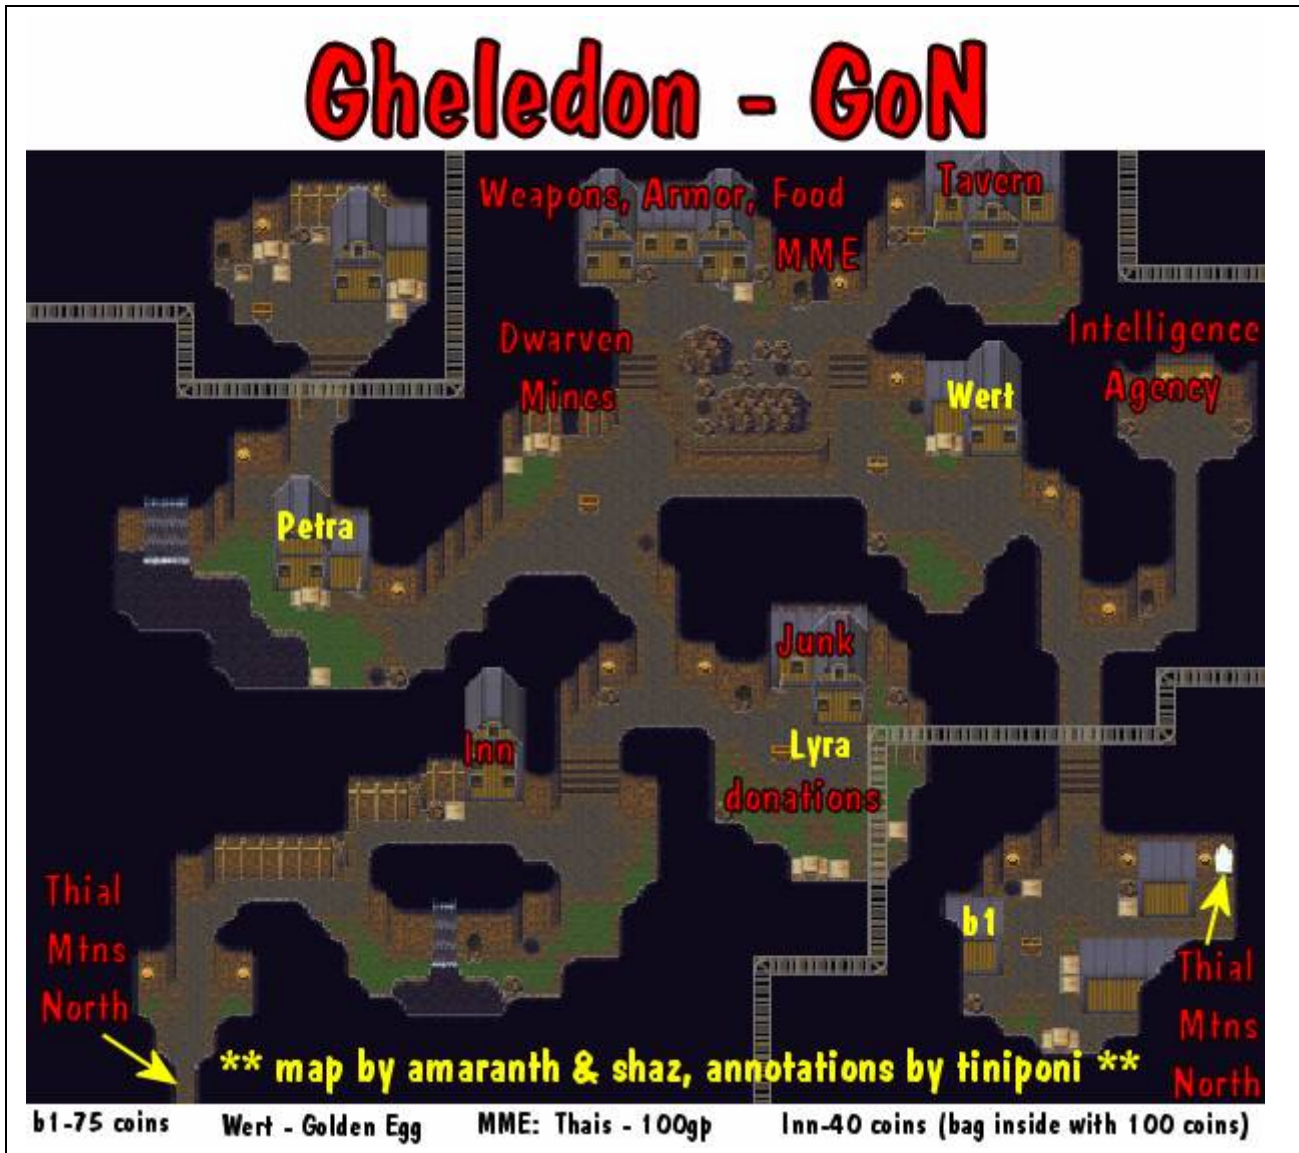 Gheledon - GoN
Weapons, Armor, Food
MME
Tavern
Dwarven
Mines
Intelligence
Agency
Wert
Petra
Junk
Lyra
donations
Inn
b1
Thial
Mtns
North
Thial
Mtns
North
** map by amaranth & shaz, annotations by tiniponi **
b1-75 coins
Wert - Golden Egg
MME: Thais - 100gp
Inn-40 coins (bag inside with 100 coins)